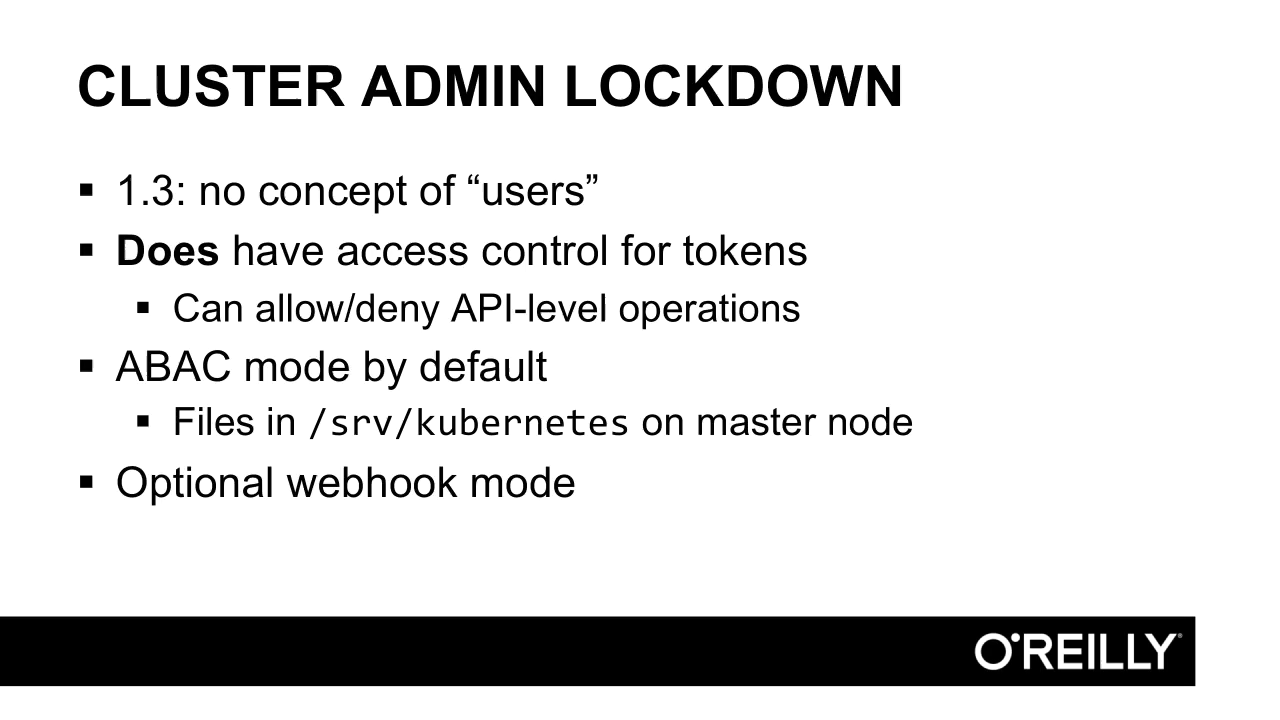 CLUSTER ADMIN LOCKDOWN
▪ 1.3: no concept of “users”
▪ Does have access control for tokens
▪ Can allow/deny API-level operations
▪ ABAC mode by default
▪ Files in /srv/kubernetes on master node
▪ Optional webhook mode
O'REILLY®